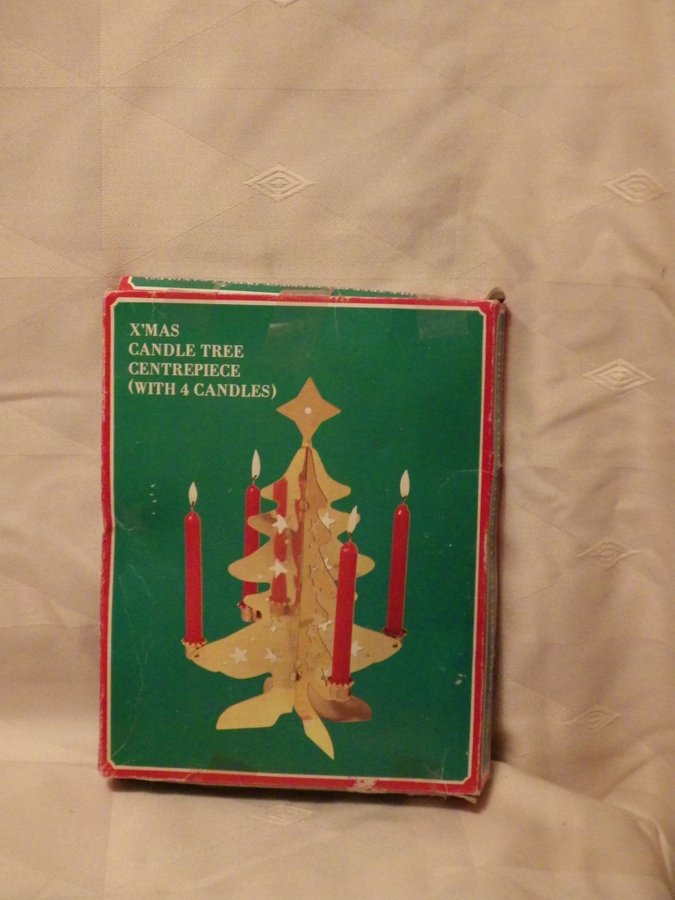 X'MAS
CANDLE TREE
CENTREPIECE
(WITH 4 CANDLES)